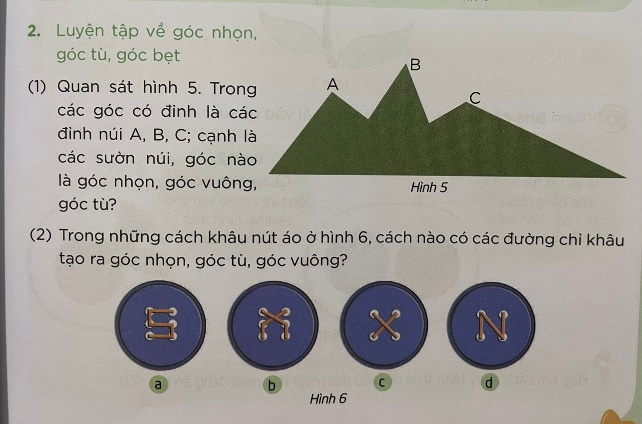 2. Luyện tập về góc nhọn,
góc tù, góc bẹt
(1) Quan sát hình 5. Trong
các góc có đỉnh là các
đỉnh núi A, B, C; cạnh là
các sườn núi, góc nào
là góc nhọn, góc vuông,
góc tù?
A
B
C
Hình 5
(2) Trong những cách khâu nút áo ở hình 6, cách nào có các đường chỉ khâu
tạo ra góc nhọn, góc tù, góc vuông?
a
b
c
d
Hình 6